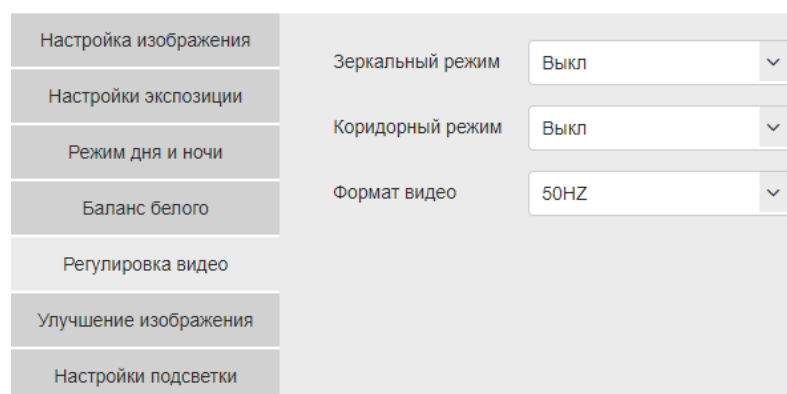 Настройка изображения
Настройки экспозиции
Режим дня и ночи
Баланс белого
Регулировка видео
Улучшение изображения
Настройки подсветки
Зеркальный режим Выкл
Коридорный режим Выкл
Формат видео 50HZ